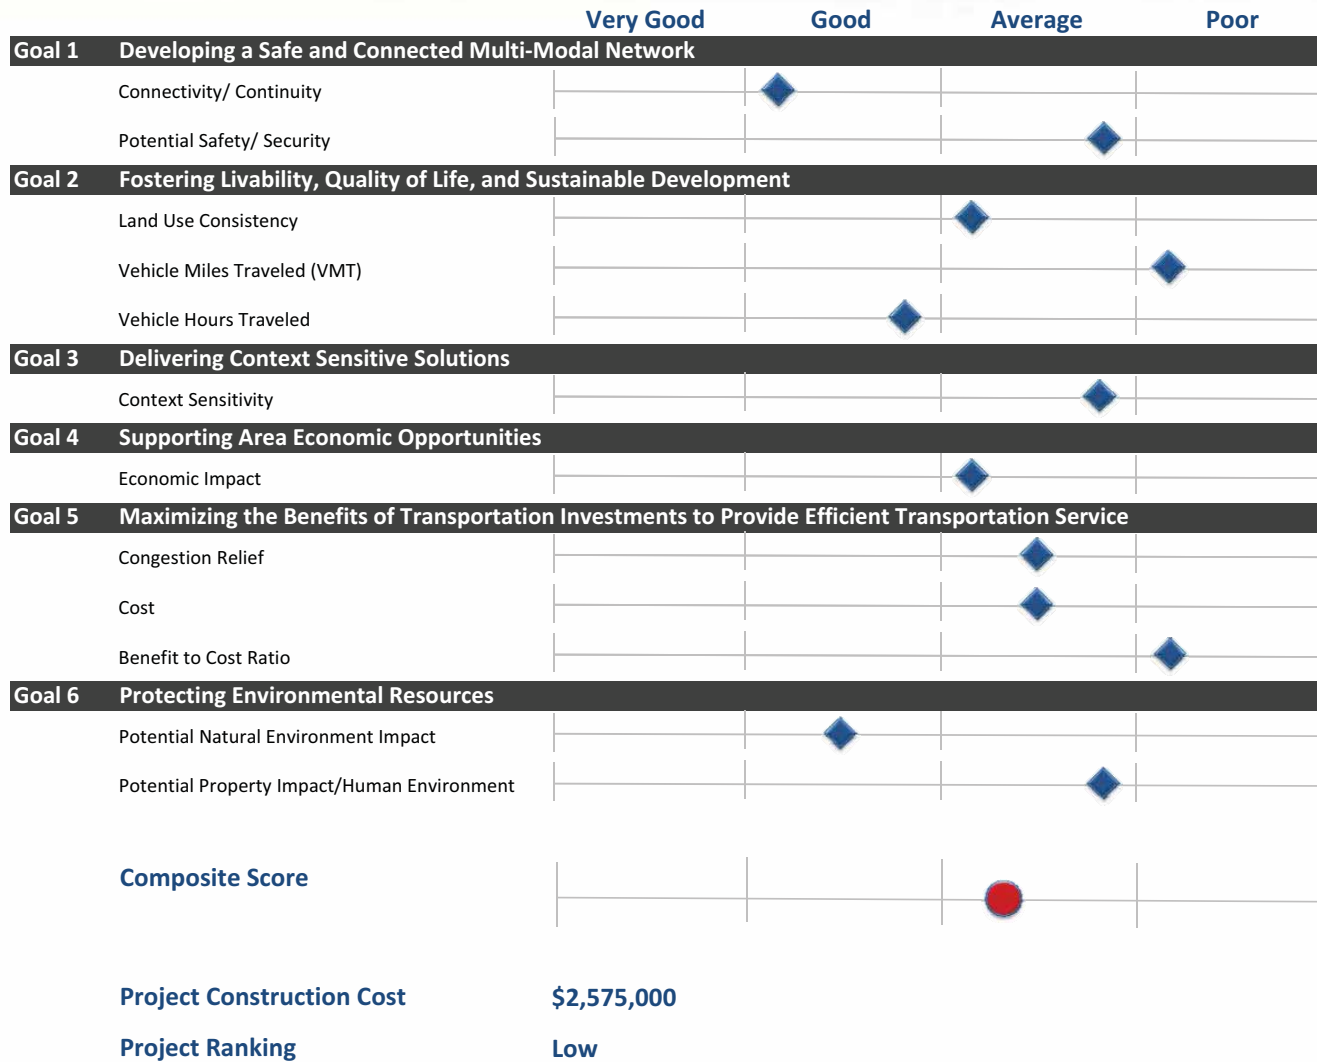 Very Good Good Average Poor
Goal 1 Developing a Safe and Connected Multi-Modal Network
Connectivity/ Continuity
Potential Safety/ Security
Goal 2 Fostering Livability, Quality of Life, and Sustainable Development
Land Use Consistency
Vehicle Miles Traveled (VMT)
Vehicle Hours Traveled
Goal 3 Delivering Context Sensitive Solutions
Context Sensitivity
Goal 4 Supporting Area Economic Opportunities
Economic Impact
Goal 5 Maximizing the Benefits of Transportation Investments to Provide Efficient Transportation Service
Congestion Relief
Cost
Benefit to Cost Ratio
Goal 6 Protecting Environmental Resources
Potential Natural Environment Impact
Potential Property Impact/Human Environment
Composite Score
Project Construction Cost $2,575,000
Project Ranking Low